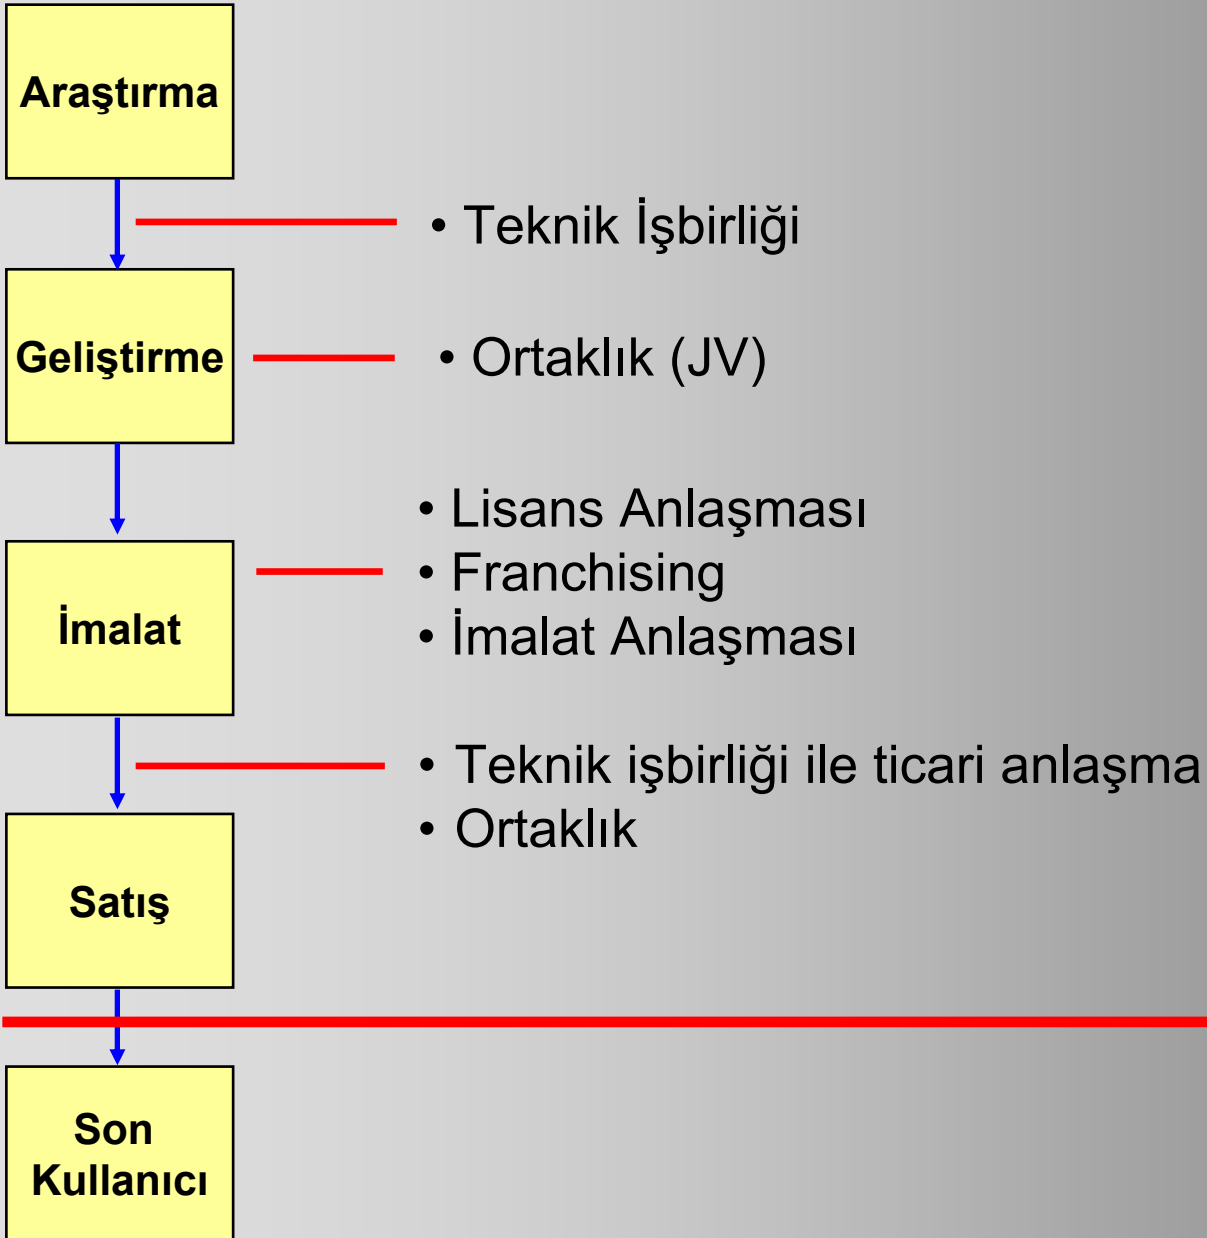 Araştırma
• Teknik İşbirliği
Geliştirme
• Ortaklık (JV)
• Lisans Anlaşması
• Franchising
• İmalat Anlaşması
İmalat
• Teknik işbirliği ile ticari anlaşma
• Ortaklık
Satış
Son
Kullanıcı